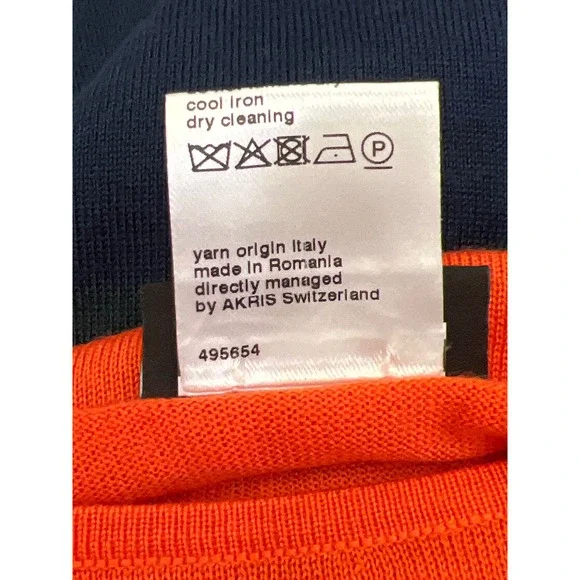 cool iron
dry cleaning
P
yarn origin Italy
made in Romania
directly managed
by AKRIS Switzerland
495654